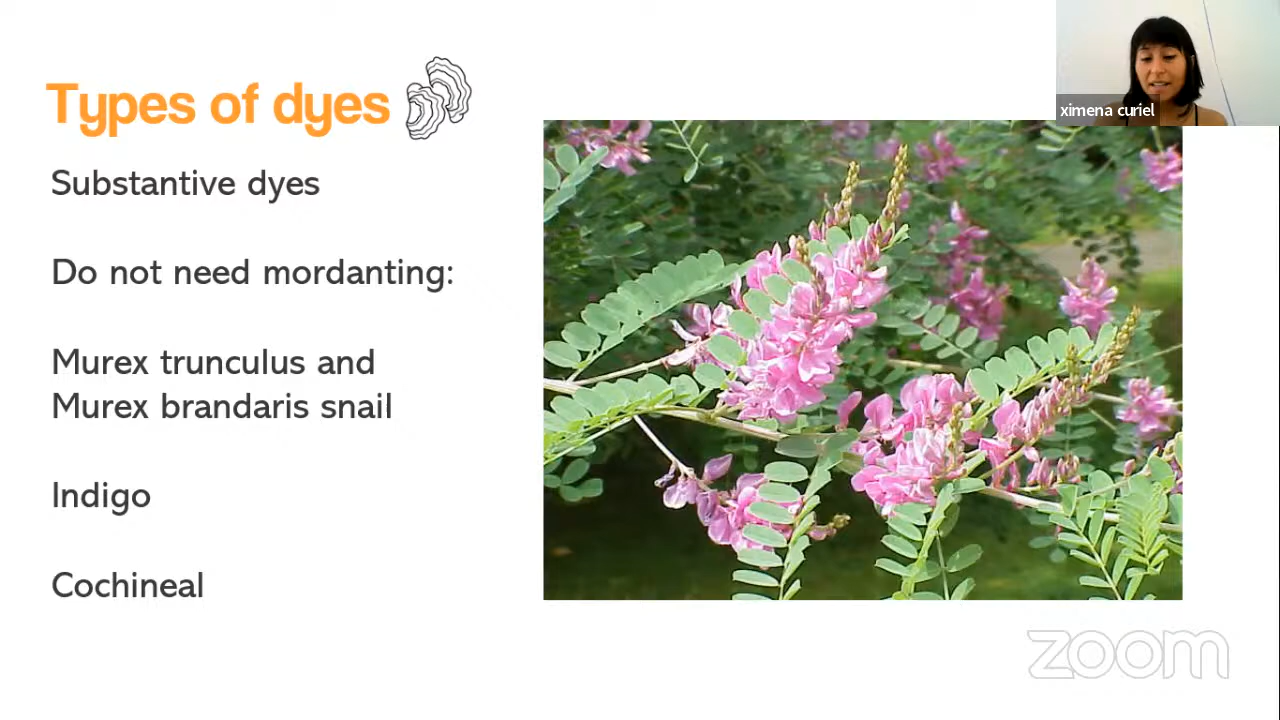 Types of dyes
ximena curiel
Substantive dyes
Do not need mordanting:
Murex trunculus and
Murex brandaris snail
Indigo
Cochineal
zoom